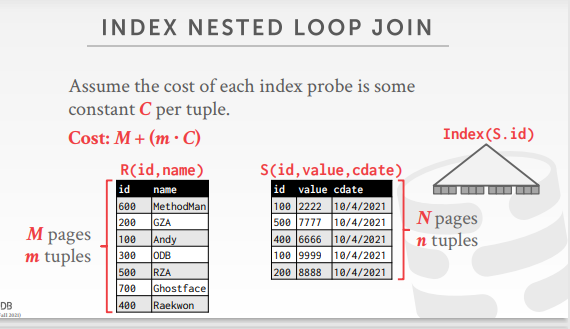 INDEX NESTED LOOP JOIN
Assume the cost of each index probe is some
constant C per tuple.
Cost: M + (m · C)
Index(S.id)
R(id,name)
id name
600 MethodMan
200 GZA
100 Andy
300 ODB
500 RZA
700 Ghostface
400 Raekwon
M pages
m tuples
S(id,value,cdate)
id value cdate
100 2222 10/4/2021
500 7777 10/4/2021
400 6666 10/4/2021
100 9999 10/4/2021
200 8888 10/4/2021
N pages
n tuples
DB